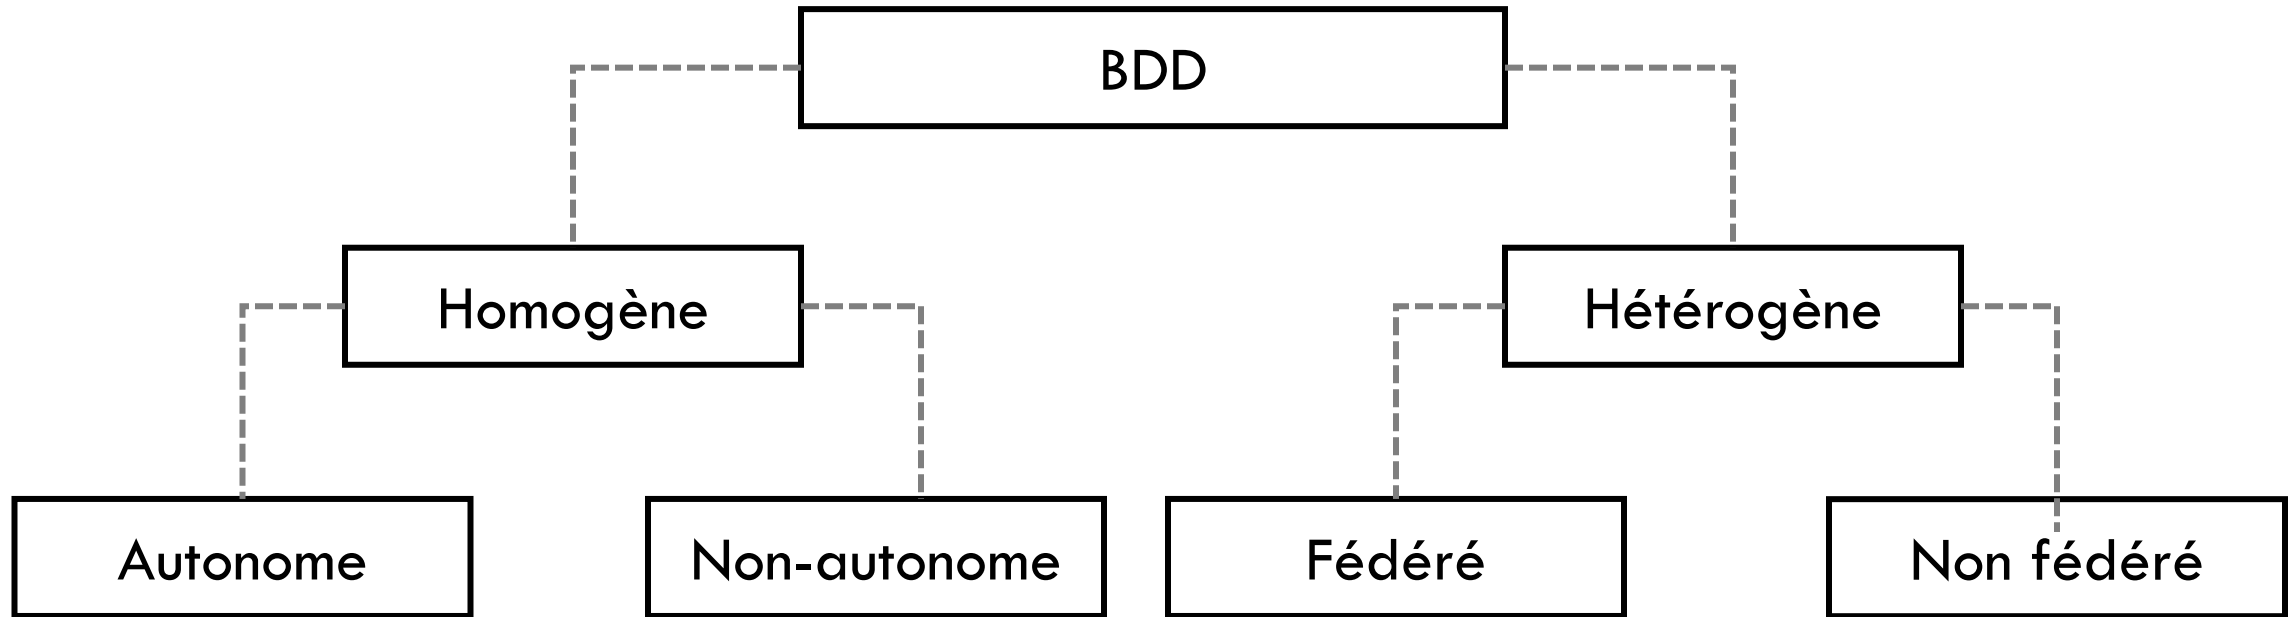 BDD
Homogène
Hétérogène
Autonome
Non-autonome
Fédéré
Non fédéré